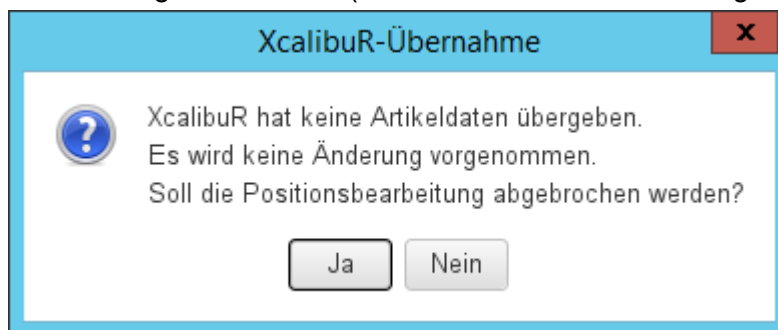 XcalibuR-Übernahme
x
XcalibuR hat keine Artikeldaten übergeben.
Es wird keine Änderung vorgenommen.
Soll die Positionsbearbeitung abgebrochen werden?
Ja Nein